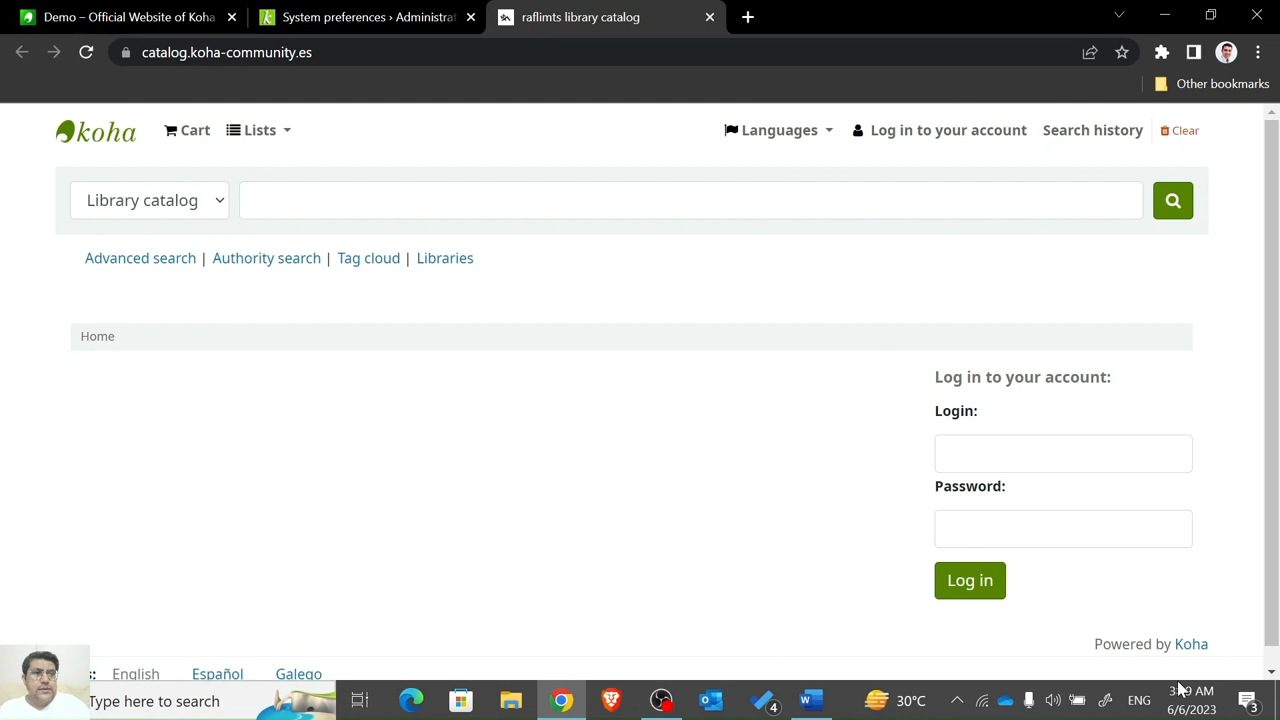 Demo – Official Website of Koha
System preferences › Administrat
raflimts library catalog
catalog.koha-community.es
Other bookmarks
koha
Cart
Lists
Languages
Log in to your account
Search history
Clear
Library catalog
Advanced search | Authority search | Tag cloud | Libraries
Home
Log in to your account:
Login:
Password:
Log in
Powered by Koha
English Español Galego
Type here to search
4
30°C
ENG
AM
6/6/2023
3